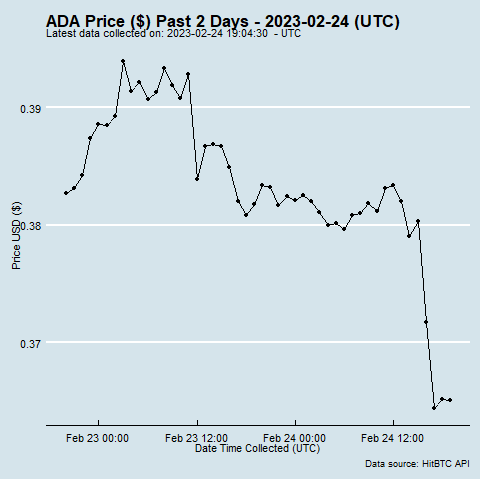 ADA Price ($) Past 2 Days - 2023-02-24 (UTC)
Latest data collected on: 2023-02-24 19:04:30  - UTC
0.39
0.38
0.37
Price USD ($)
Feb 23 00:00
Feb 23 12:00
Feb 24 00:00
Feb 24 12:00
Date Time Collected (UTC)
Data source: HitBTC API